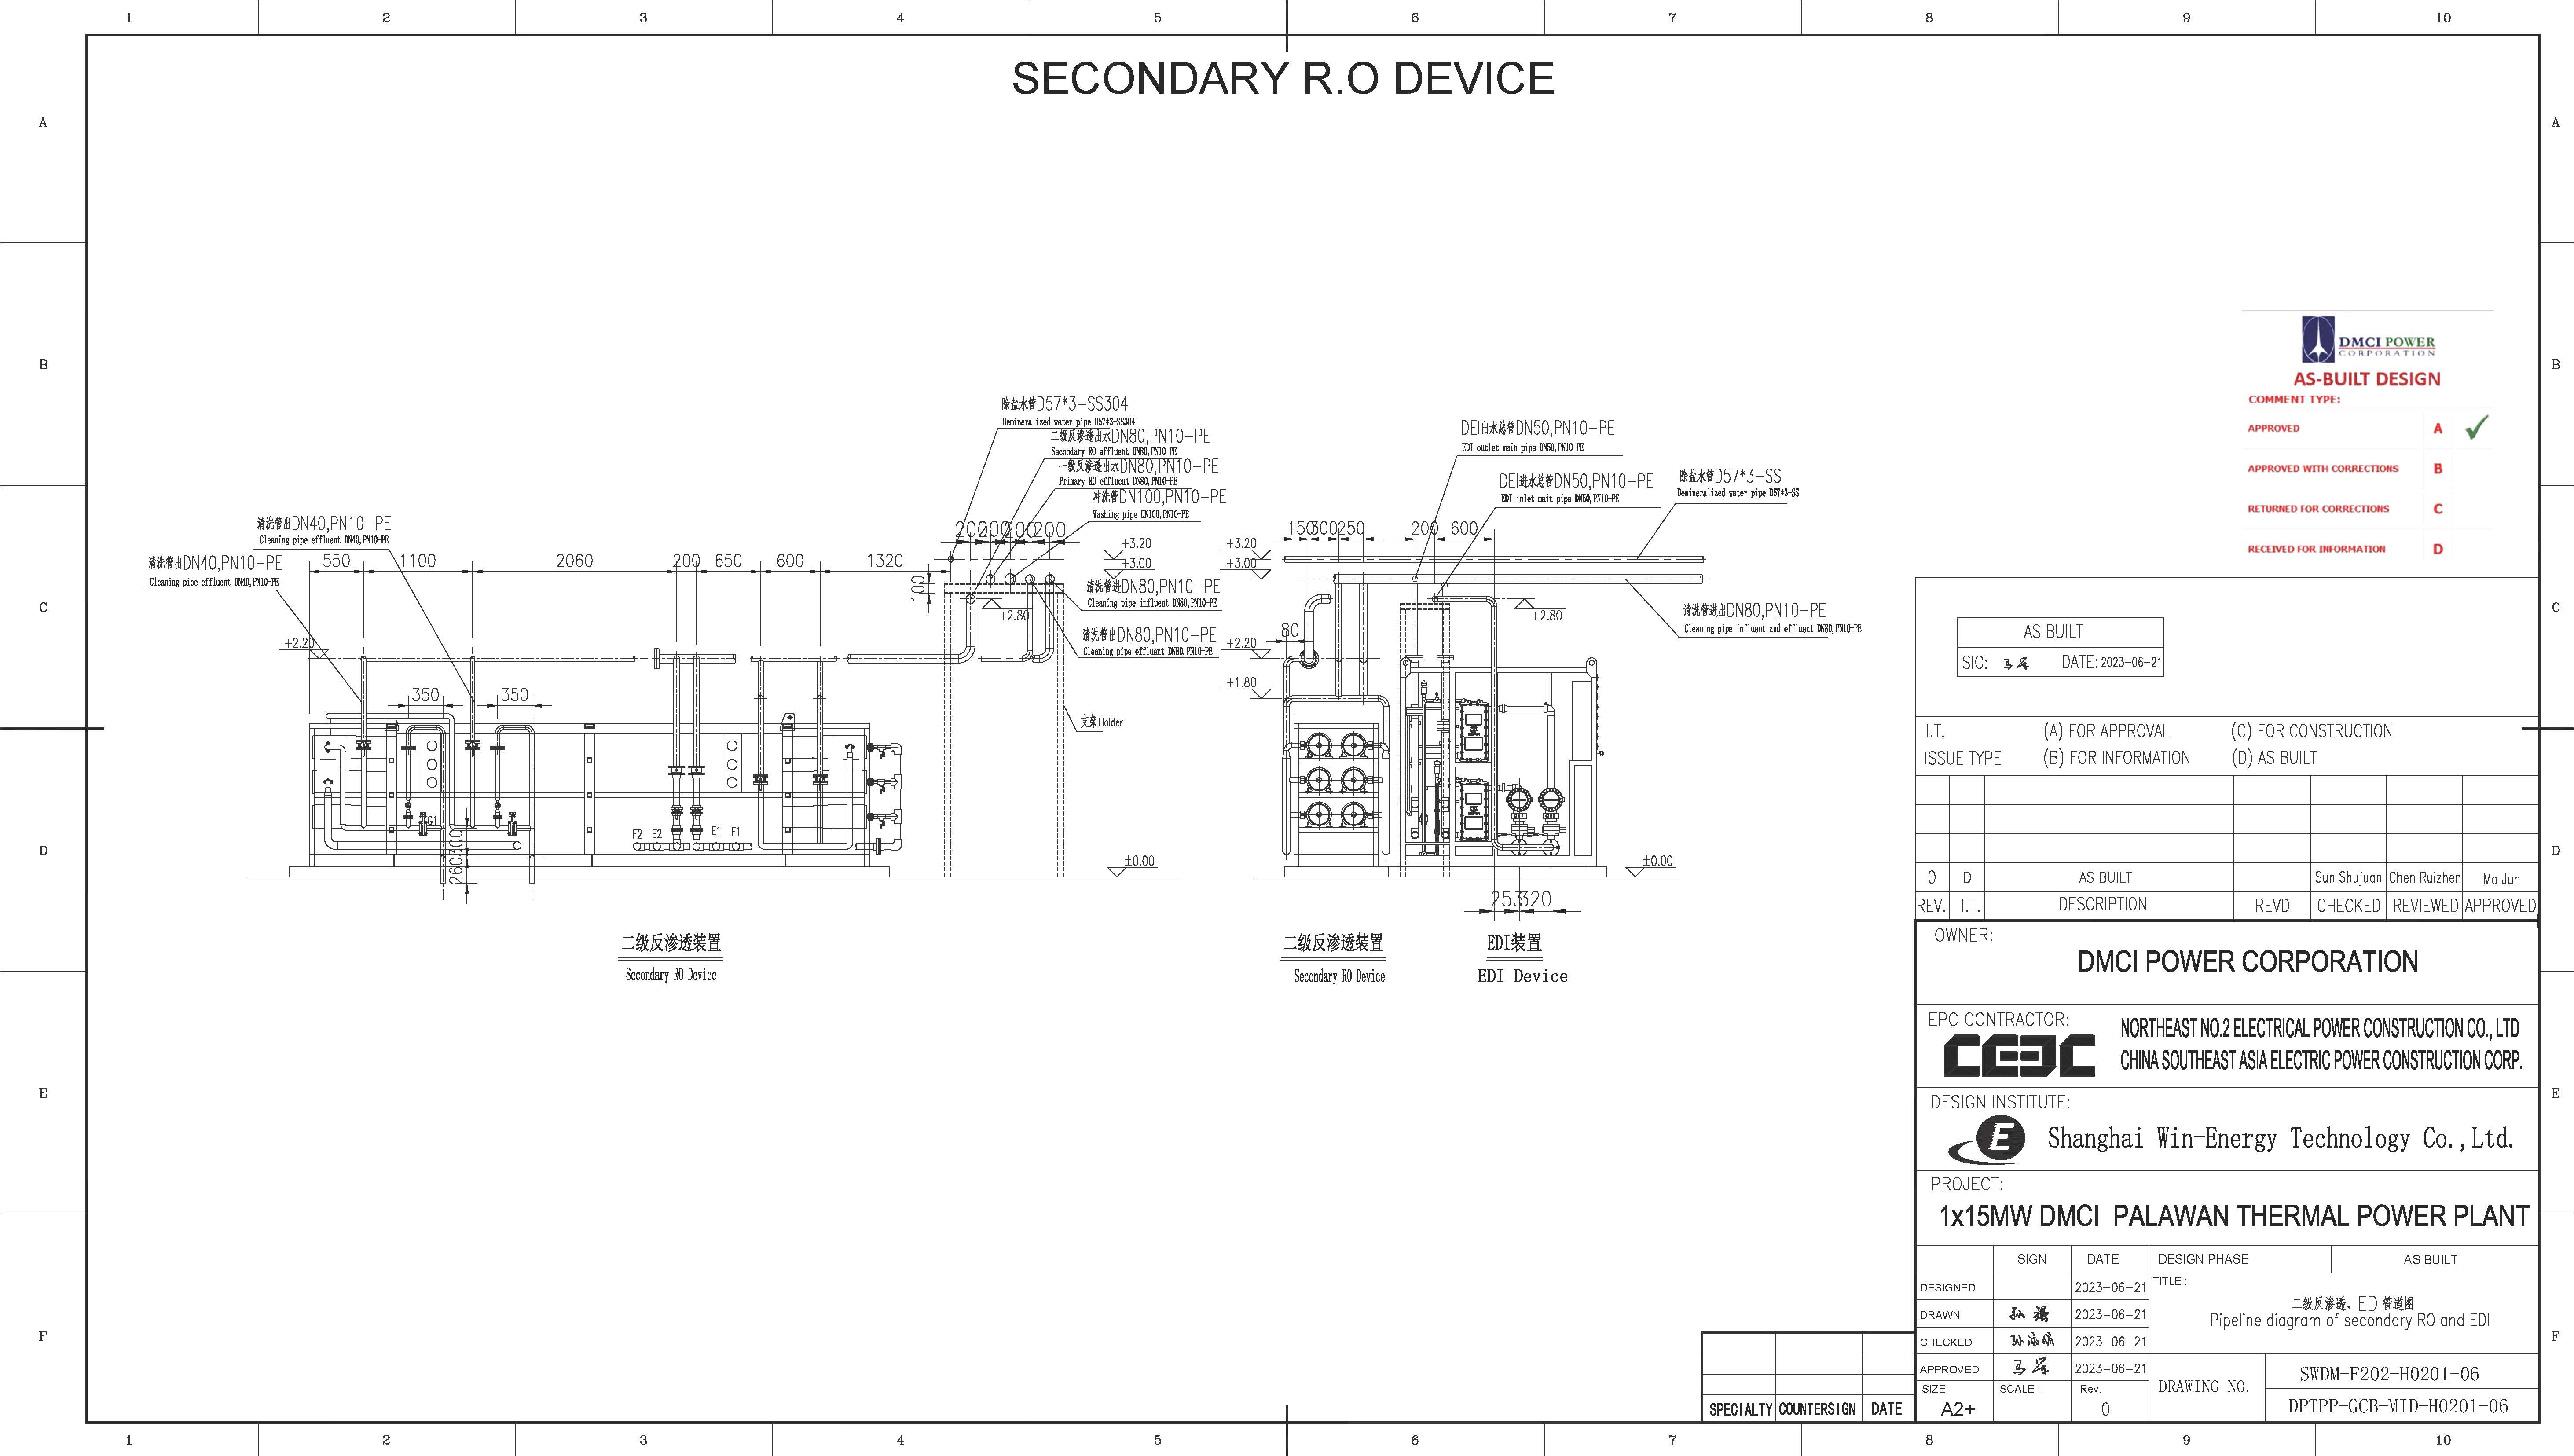 1 2 3 4 5 6 7 8 9 10
SECONDARY R.O DEVICE
A A
B B
C C
D D
E E
F F
DMCI POWER
CORPORATION
AS-BUILT DESIGN
COMMENT TYPE:
APPROVED A
APPROVED WITH CORRECTIONS B
RETURNED FOR CORRECTIONS C
RECEIVED FOR INFORMATION D
除盐水管D57*3-SS304
Demineralized water pipe D57*3-SS304
二级反渗透出水DN80,PN10-PE
Secondary RO effluent DN80,PN10-PE
一级反渗透出水DN80,PN10-PE
Primary RO effluent DN80,PN10-PE
冲洗管DN100,PN10-PE
Washing pipe DN100,PN10-PE
清洗管出DN40,PN10-PE
Cleaning pipe effluent DN40,PN10-PE
清洗管出DN40,PN10-PE
Cleaning pipe effluent DN40,PN10-PE
550 1100 2060 200 650 600 1320
200 200 200 200
100
+3.20
+3.00
+2.80
+2.20
清洗管进DN80,PN10-PE
Cleaning pipe influent DN80,PN10-PE
清洗管出DN80,PN10-PE
Cleaning pipe effluent DN80,PN10-PE
350 350
支架Holder
G1
F2 E2 E1 F1
260 300
±0.00
二级反渗透装置
Secondary RO Device
DEI出水总管DN50,PN10-PE
EDI outlet main pipe DN50,PN10-PE
DEI进水总管DN50,PN10-PE
EDI inlet main pipe DN50,PN10-PE
除盐水管D57*3-SS
Demineralized water pipe D57*3-SS
150 300 250 200 600
+3.20
+3.00
+2.80
80
+2.20
+1.80
清洗管进出DN80,PN10-PE
Cleaning pipe influent and effluent DN80,PN10-PE
±0.00
253 320
二级反渗透装置
Secondary RO Device
EDI装置
EDI Device
AS BUILT
SIG: DATE: 2023-06-21
I.T. (A) FOR APPROVAL (C) FOR CONSTRUCTION
ISSUE TYPE (B) FOR INFORMATION (D) AS BUILT
0 D AS BUILT Sun Shujuan Chen Ruizhen Ma Jun
REV. I.T. DESCRIPTION REVD CHECKED REVIEWED APPROVED
OWNER:
DMCI POWER CORPORATION
EPC CONTRACTOR:
CEEC
NORTHEAST NO.2 ELECTRICAL POWER CONSTRUCTION CO., LTD
CHINA SOUTHEAST ASIA ELECTRIC POWER CONSTRUCTION CORP.
DESIGN INSTITUTE:
E Shanghai Win-Energy Technology Co.,Ltd.
PROJECT:
1x15MW DMCI PALAWAN THERMAL POWER PLANT
SIGN DATE DESIGN PHASE AS BUILT
DESIGNED 2023-06-21
DRAWN 2023-06-21
CHECKED 2023-06-21
APPROVED 2023-06-21
TITLE :
二级反渗透、EDI管道图
Pipeline diagram of secondary RO and EDI
SIZE: SCALE : Rev.
A2+ 0
DRAWING NO. SWDM-F202-H0201-06
DPTPP-GCB-MID-H0201-06
SPECIALTY COUNTERSIGN DATE
1 2 3 4 5 6 7 8 9 10